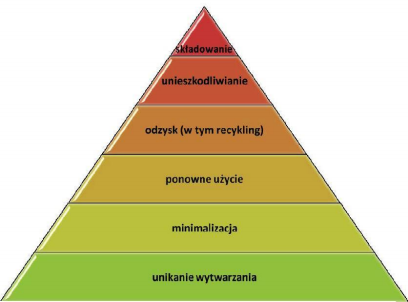 składowanie
unieszkodliwianie
odzysk (w tym recykling)
ponowne użycie
minimalizacja
unikanie wytwarzania